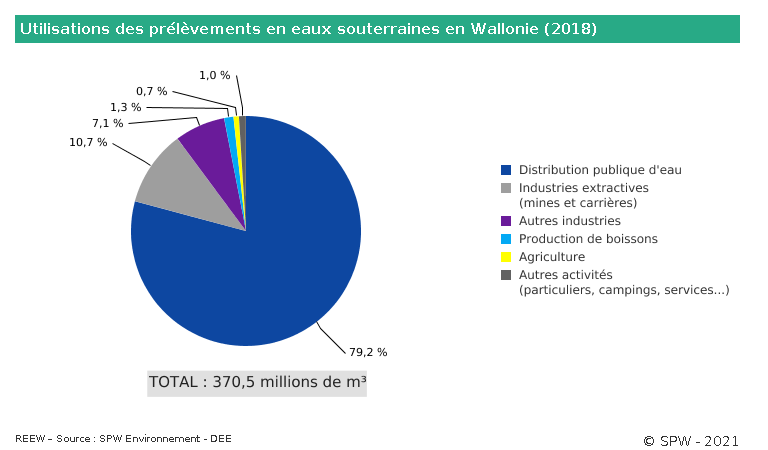 Utilisations des prélèvements en eaux souterraines en Wallonie (2018)
1,0 %
0,7 %
1,3 %
7,1 %
10,7 %
79,2 %
Distribution publique d'eau
Industries extractives
(mines et carrières)
Autres industries
Production de boissons
Agriculture
Autres activités
(particuliers, campings, services...)
TOTAL : 370,5 millions de m³
REEW – Source : SPW Environnement - DEE
© SPW - 2021